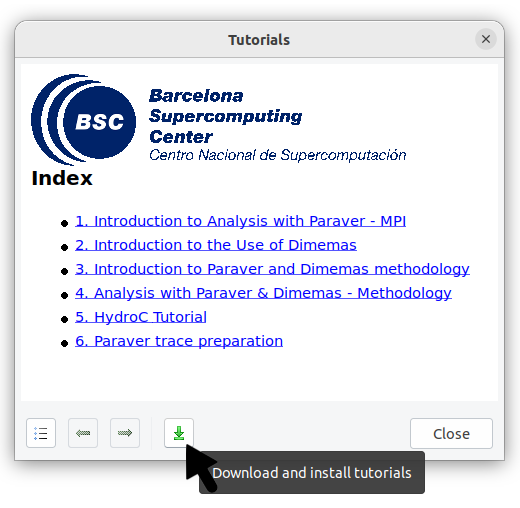 Tutorials
BSC
Barcelona
Supercomputing
Center
Centro Nacional de Supercomputación
Index
1. Introduction to Analysis with Paraver - MPI
2. Introduction to the Use of Dimemas
3. Introduction to Paraver and Dimemas methodology
4. Analysis with Paraver & Dimemas - Methodology
5. HydroC Tutorial
6. Paraver trace preparation
Close
Download and install tutorials